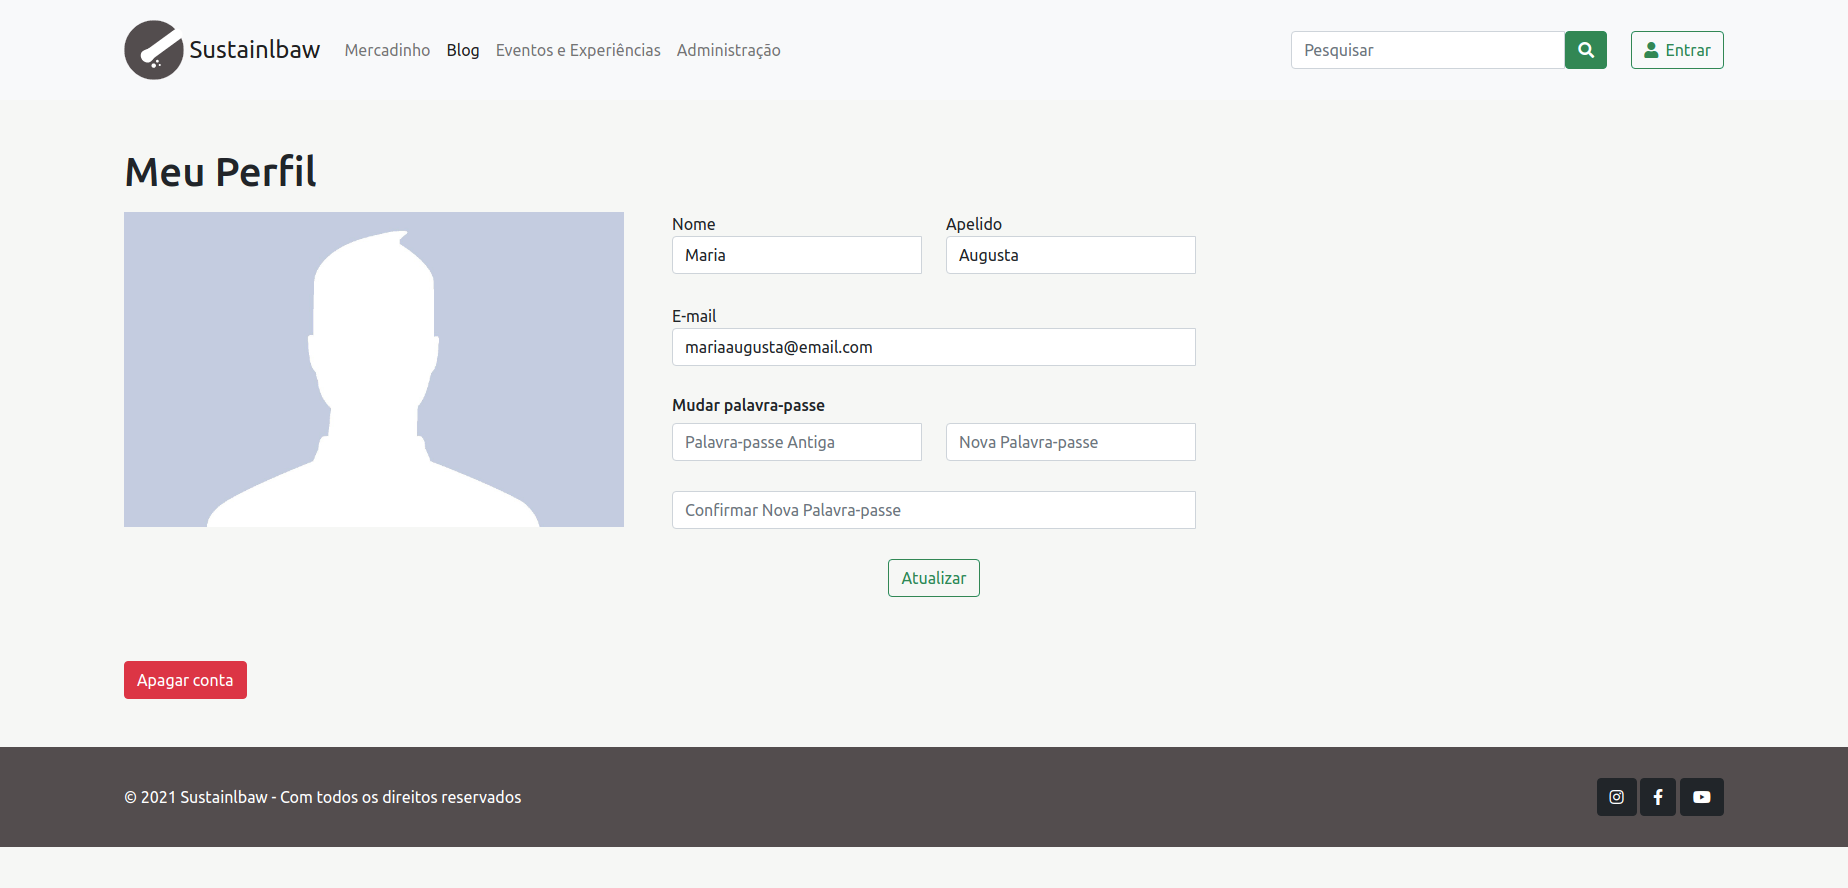 Sustainlbaw Mercadinho Blog Eventos e Experiências Administração Pesquisar Entrar
Meu Perfil
Nome Apelido
Maria Augusta
E-mail
mariaaugusta@email.com
Mudar palavra-passe
Palavra-passe Antiga Nova Palavra-passe
Confirmar Nova Palavra-passe
Atualizar
Apagar conta
© 2021 Sustainlbaw - Com todos os direitos reservados